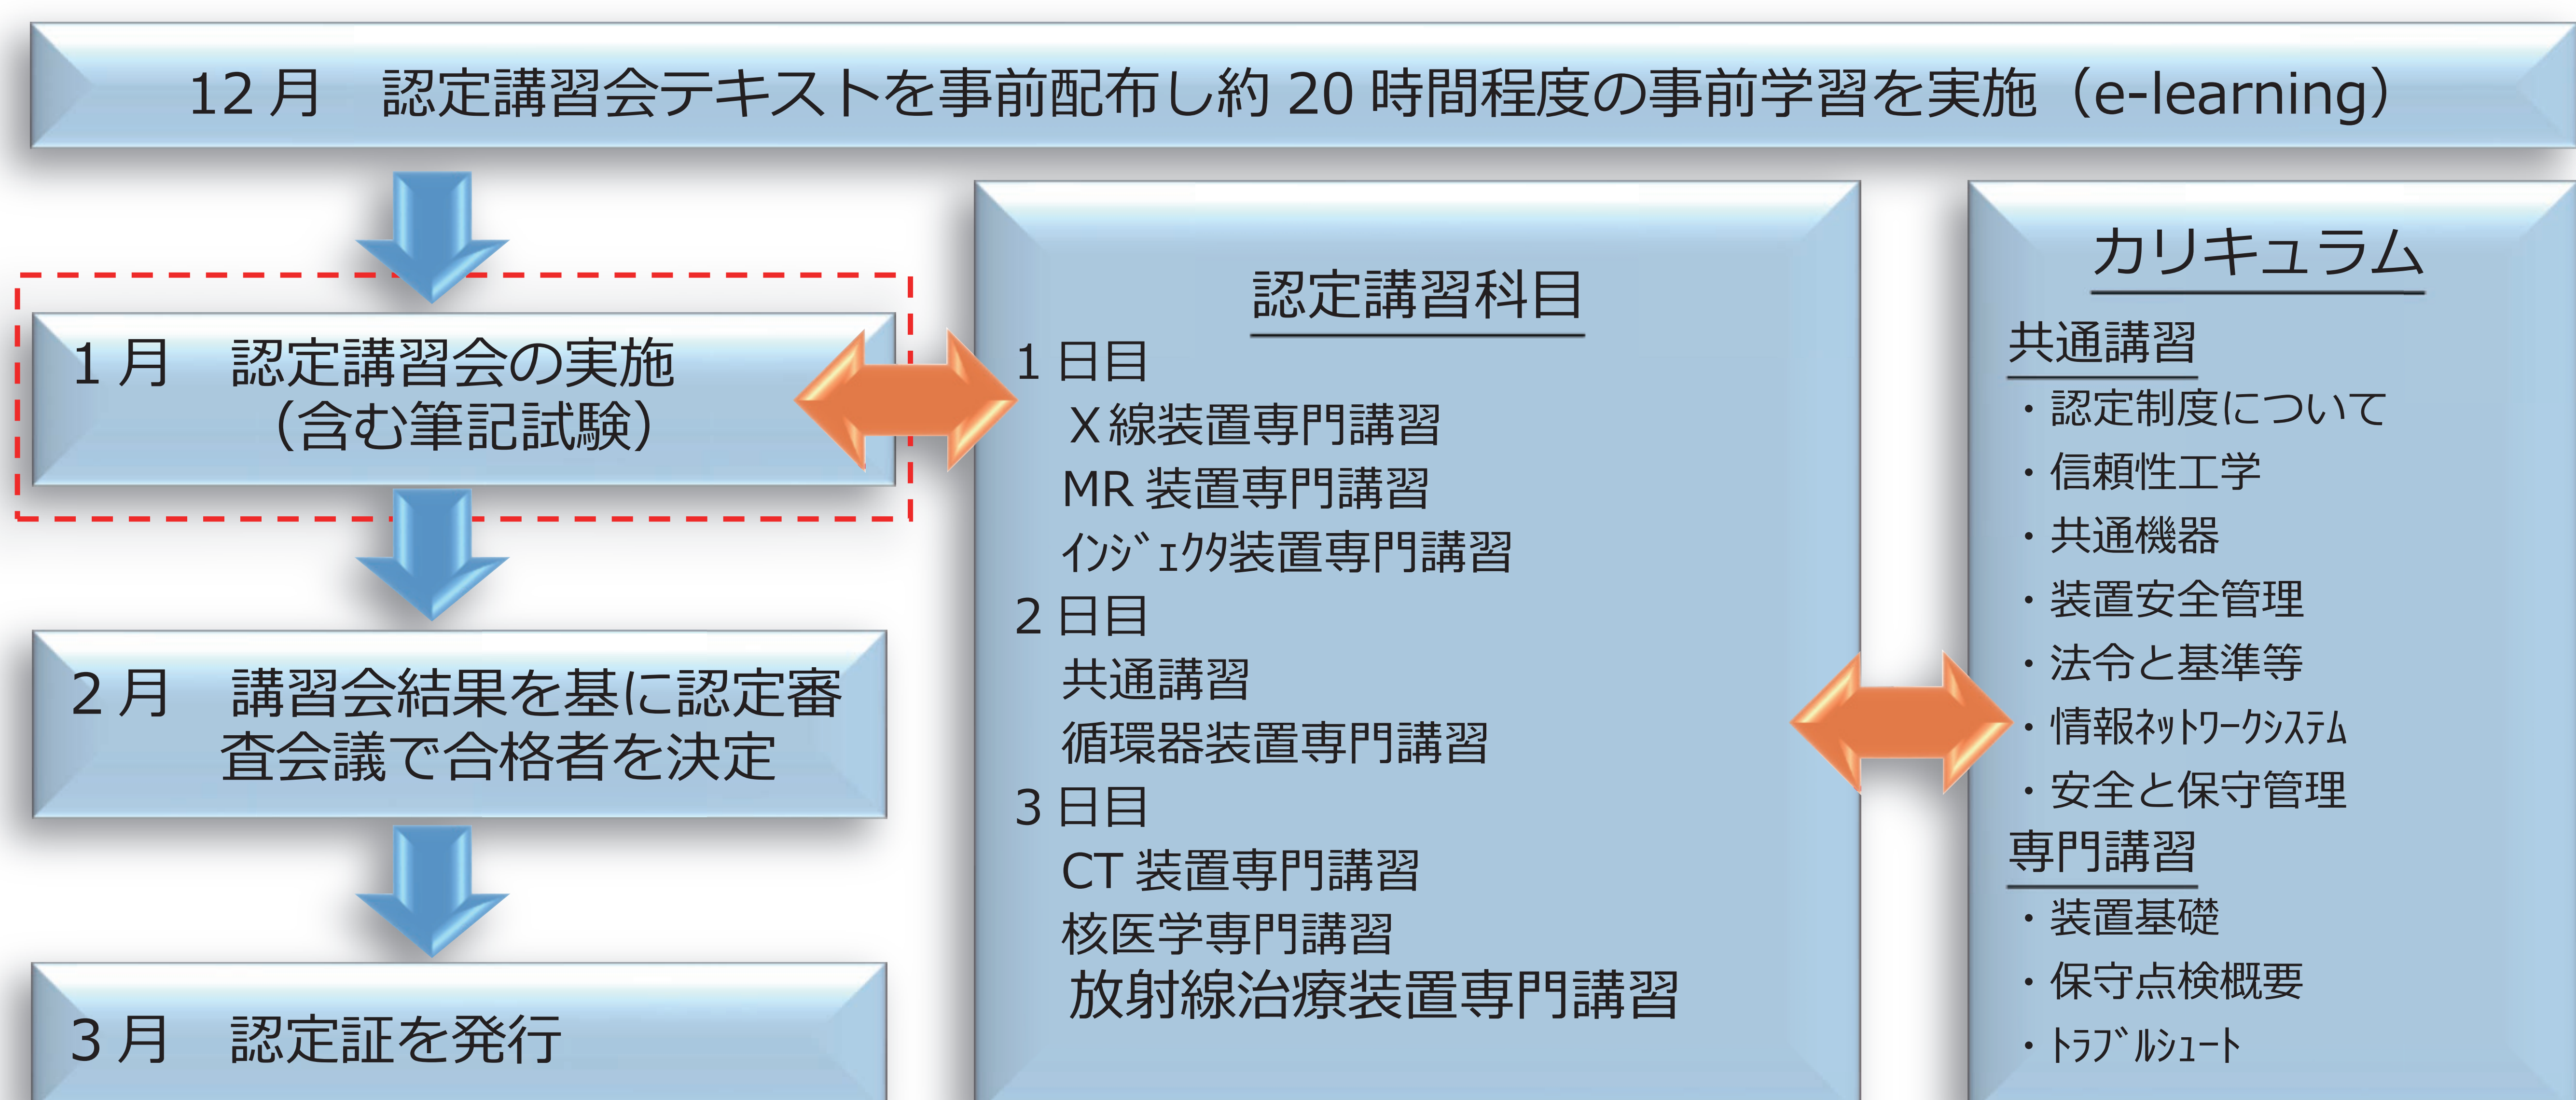 12月　認定講習会テキストを事前配布し約 20 時間程度の事前学習を実施（e-learning）
1月　認定講習会の実施
（含む筆記試験）
2月　講習会結果を基に認定審
査会議で合格者を決定
3月　認定証を発行
認定講習科目
1日目
X線装置専門講習
MR 装置専門講習
ｲﾝｼﾞｪｸﾀ装置専門講習
2日目
共通講習
循環器装置専門講習
3日目
CT 装置専門講習
核医学専門講習
放射線治療装置専門講習
カリキュラム
共通講習
・認定制度について
・信頼性工学
・共通機器
・装置安全管理
・法令と基準等
・情報ﾈｯﾄﾜｰｸｼｽﾃﾑ
・安全と保守管理
専門講習
・装置基礎
・保守点検概要
・ﾄﾗﾌﾞﾙｼｭｰﾄ